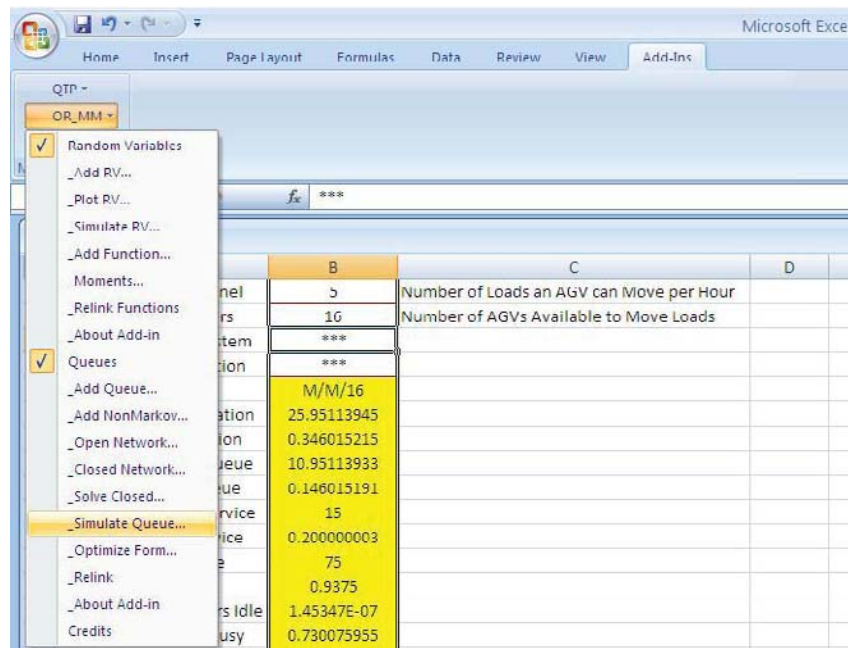 Microsoft Exce
Home Insert Page Layout Formulas Data Review View Add-Ins
QTP
OR_MM
Random Variables
_Add RV...
_Plot RV...
_Simulate RV...
_Add Function...
Moments...
_Relink Functions
_About Add-in
Queues
_Add Queue...
_Add NonMarkov...
_Open Network...
_Closed Network...
_Solve Closed...
_Simulate Queue...
_Optimize Form...
_Relink
_About Add-in
Credits
fx ***
B C D
nel 5 Number of Loads an AGV can Move per Hour
rs 16 Number of AGVs Available to Move Loads
tem ***
tion ***
M/M/16
ation 25.95113945
ion 0.346015215
ueue 10.95113933
ue 0.146015191
rvice 15
ice 0.200000003
e 75
0.9375
rs Idle 1.45347E-07
usy 0.730075955